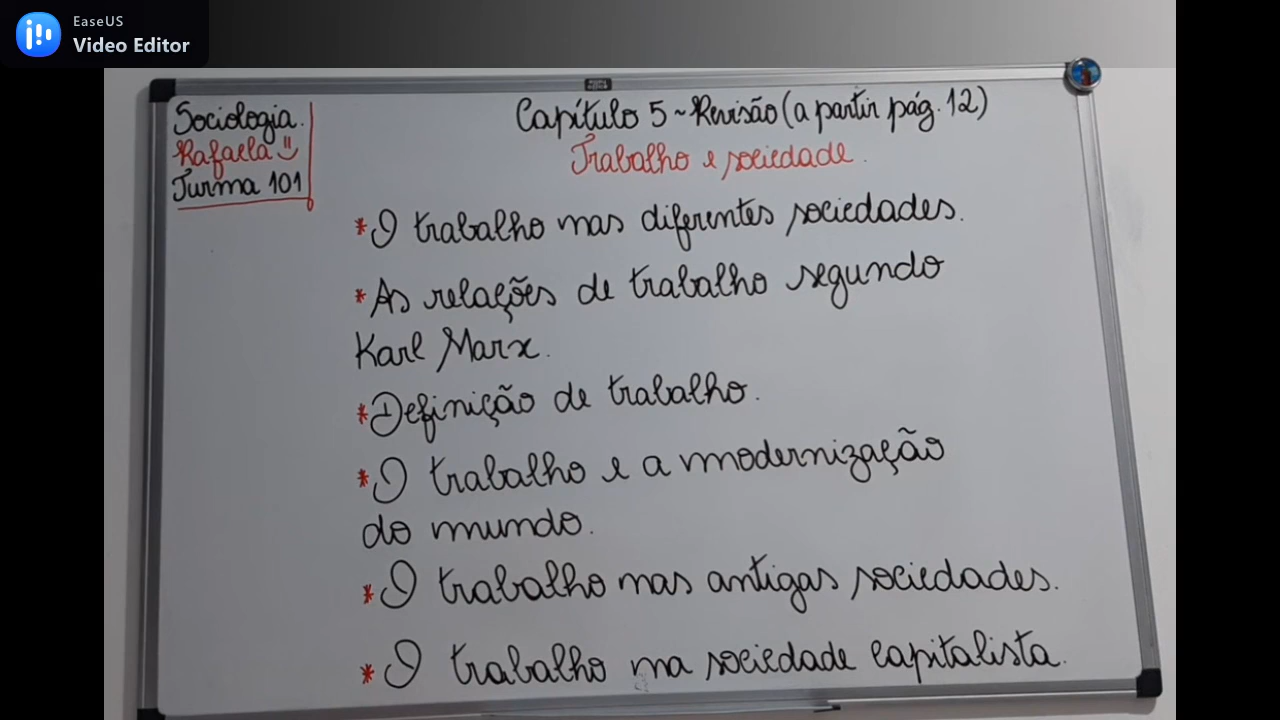 EaseUS
Video Editor
Sociologia.
Rafaela
Turma 101
Capítulo 5 ~ Revisão (a partir pág. 12)
Trabalho e sociedade.
* O trabalho nas diferentes sociedades.
* As relações de trabalho segundo
Karl Marx.
* Definição de trabalho.
* O trabalho e a modernização
do mundo.
* O trabalho nas antigas sociedades.
* O trabalho na sociedade capitalista.